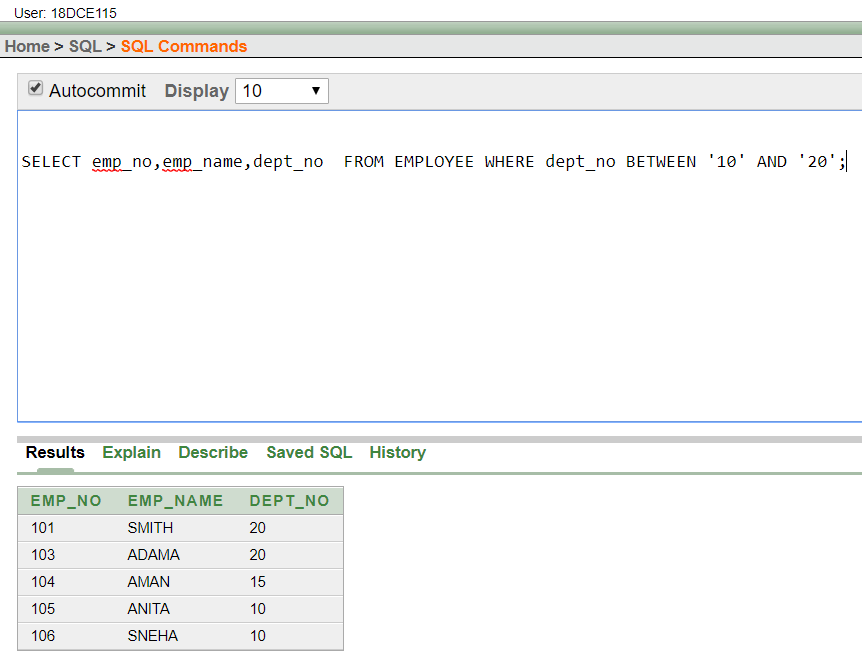 User: 18DCE115
Home > SQL > SQL Commands
Autocommit Display 10
SELECT emp_no,emp_name,dept_no  FROM EMPLOYEE WHERE dept_no BETWEEN '10' AND '20';
Results Explain Describe Saved SQL History
EMP_NO EMP_NAME DEPT_NO
101 SMITH 20
103 ADAMA 20
104 AMAN 15
105 ANITA 10
106 SNEHA 10